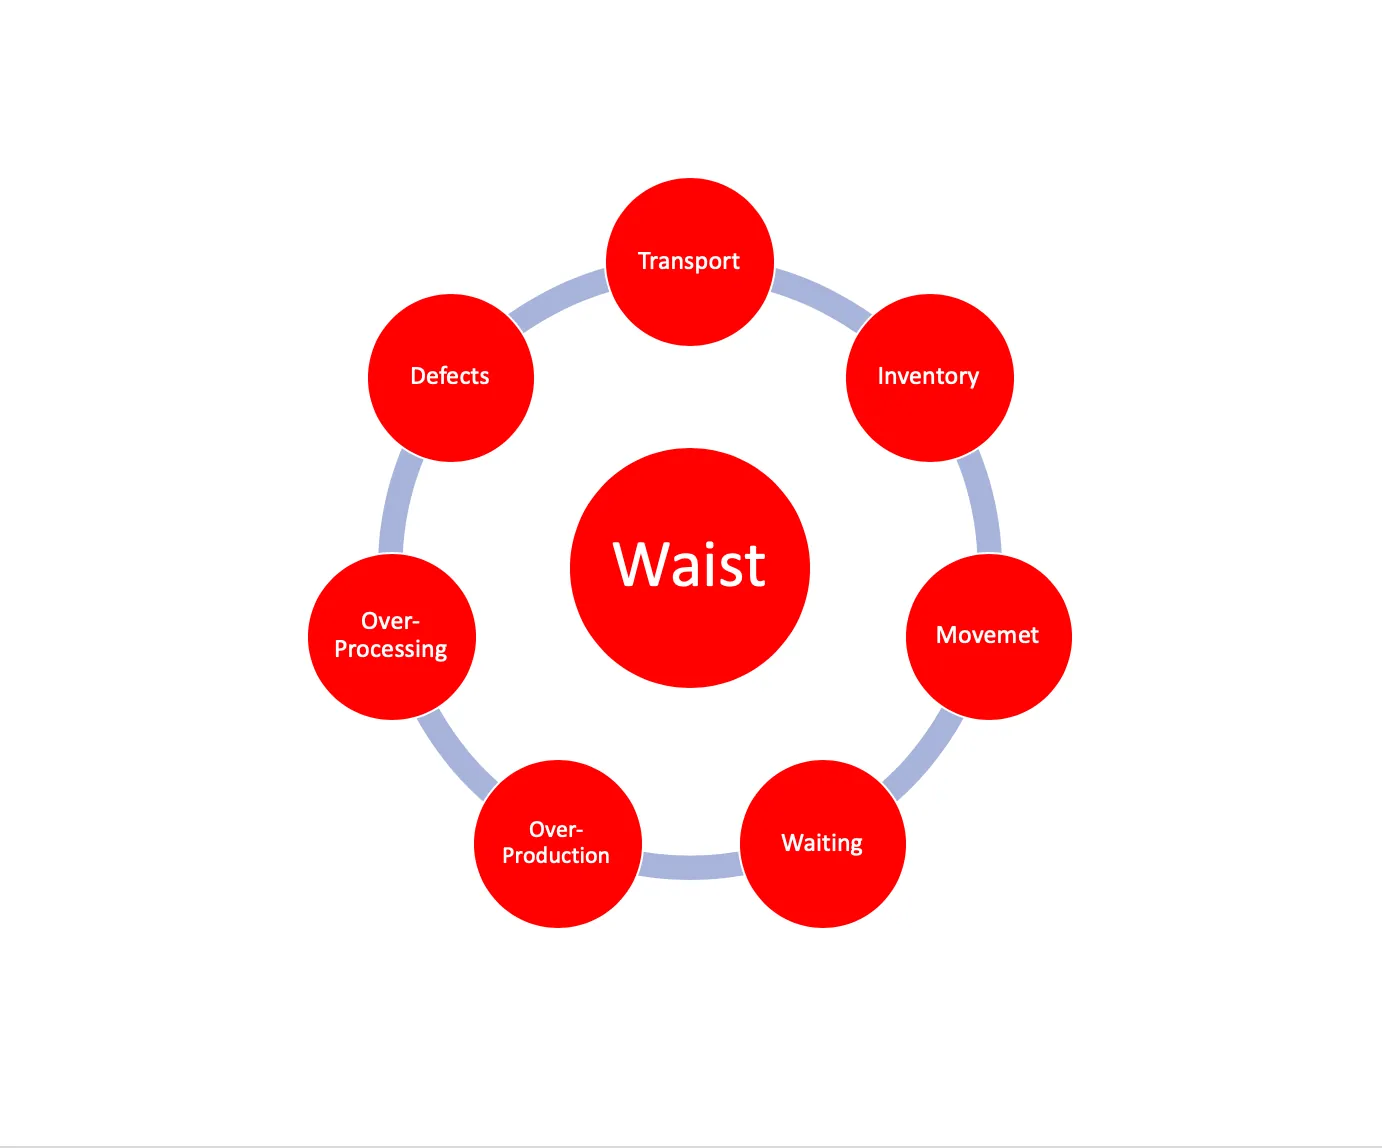 Transport
Defects
Inventory
Waist
Over-
Processing
Movemet
Over-
Production
Waiting